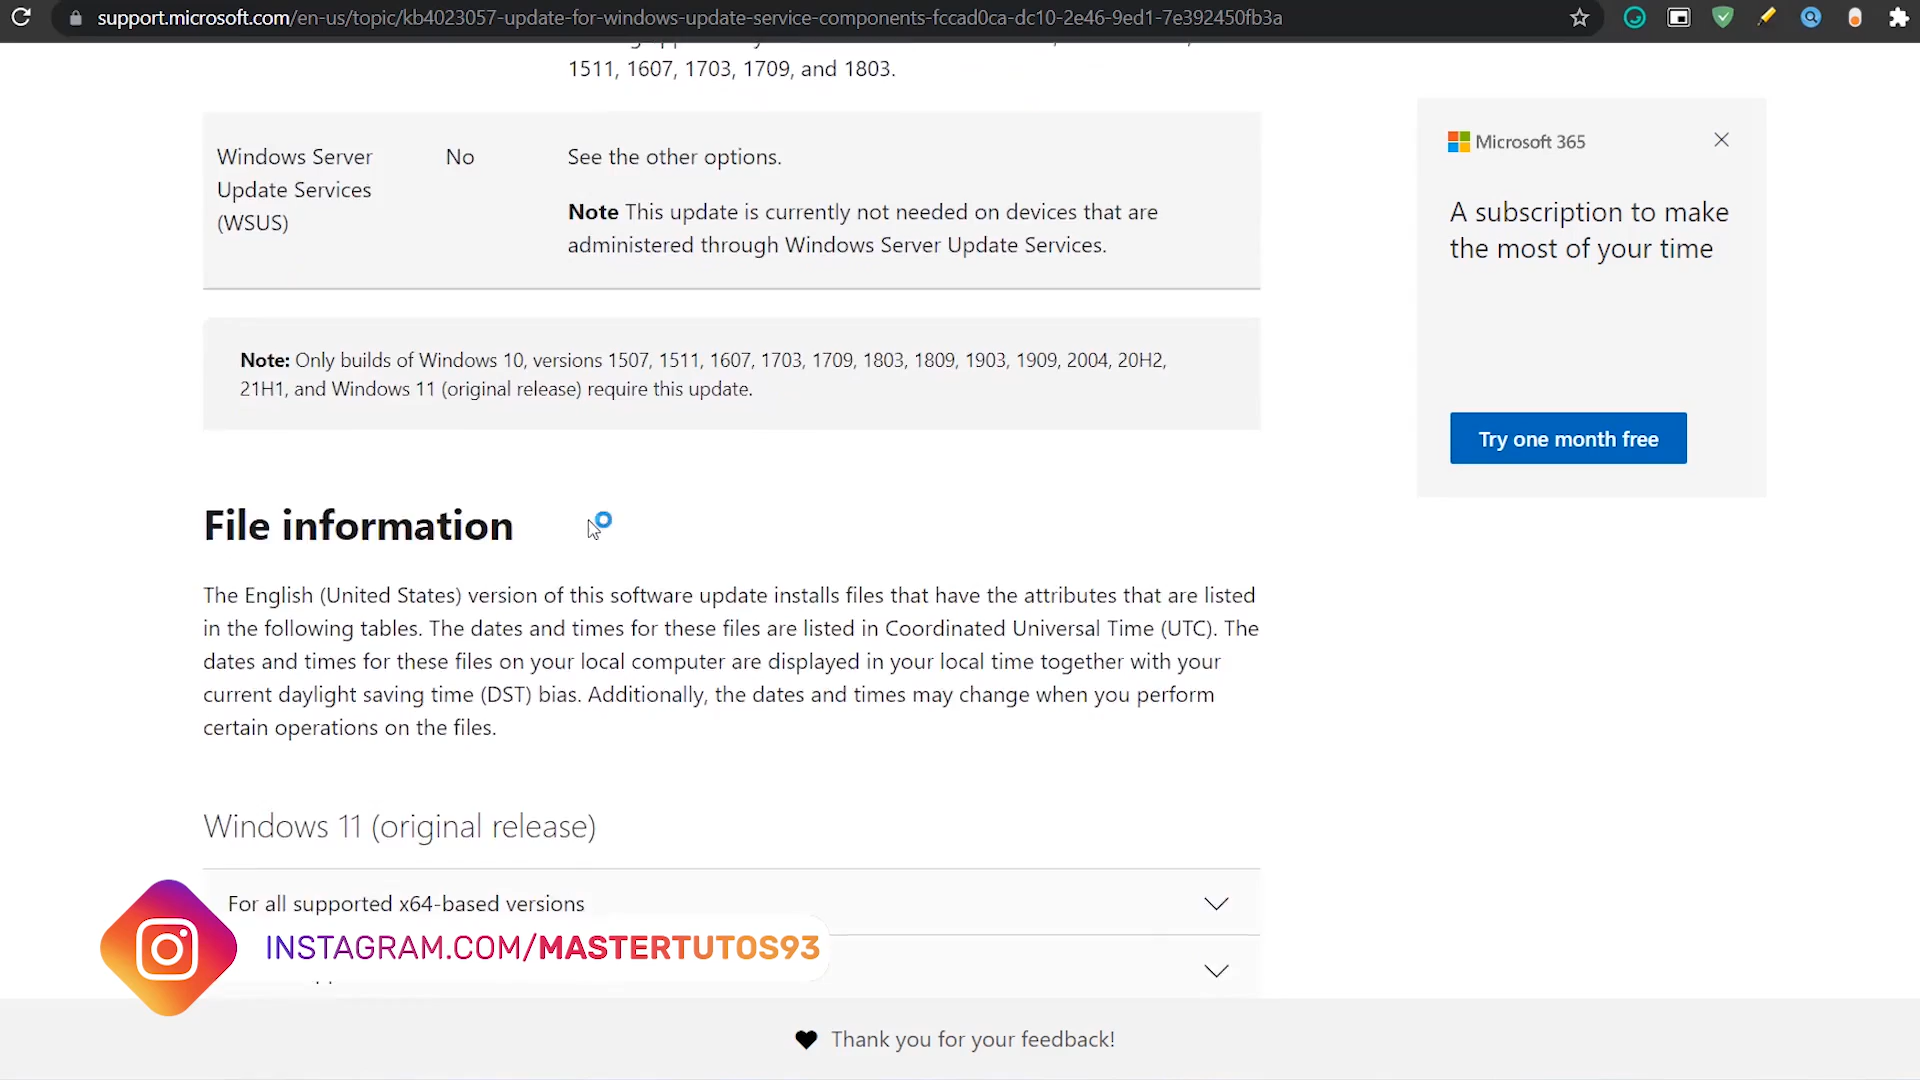 support.microsoft.com/en-us/topic/kb4023057-update-for-windows-update-service-components-fccad0ca-dc10-2e46-9ed1-7e392450fb3a
1511, 1607, 1703, 1709, and 1803.
Windows Server
Update Services
(WSUS)
No
See the other options.
Note This update is currently not needed on devices that are
administered through Windows Server Update Services.
Note: Only builds of Windows 10, versions 1507, 1511, 1607, 1703, 1709, 1803, 1809, 1903, 1909, 2004, 20H2,
21H1, and Windows 11 (original release) require this update.
Microsoft 365
A subscription to make
the most of your time
Try one month free
File information
The English (United States) version of this software update installs files that have the attributes that are listed
in the following tables. The dates and times for these files are listed in Coordinated Universal Time (UTC). The
dates and times for these files on your local computer are displayed in your local time together with your
current daylight saving time (DST) bias. Additionally, the dates and times may change when you perform
certain operations on the files.
Windows 11 (original release)
For all supported x64-based versions
INSTAGRAM.COM/MASTERTUTOS93
Thank you for your feedback!